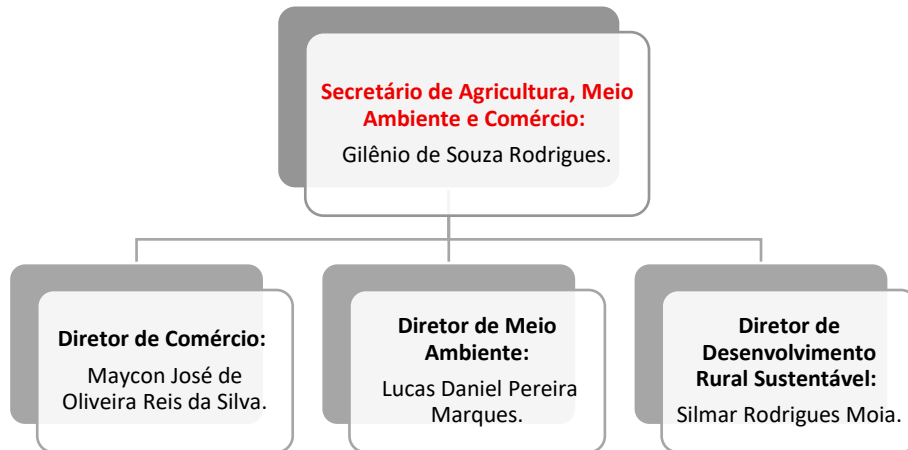 Secretário de Agricultura, Meio
Ambiente e Comércio:
Gilênio de Souza Rodrigues.
Diretor de Comércio:
Maycon José de
Oliveira Reis da Silva.
Diretor de Meio
Ambiente:
Lucas Daniel Pereira
Marques.
Diretor de
Desenvolvimento
Rural Sustentável:
Silmar Rodrigues Moia.